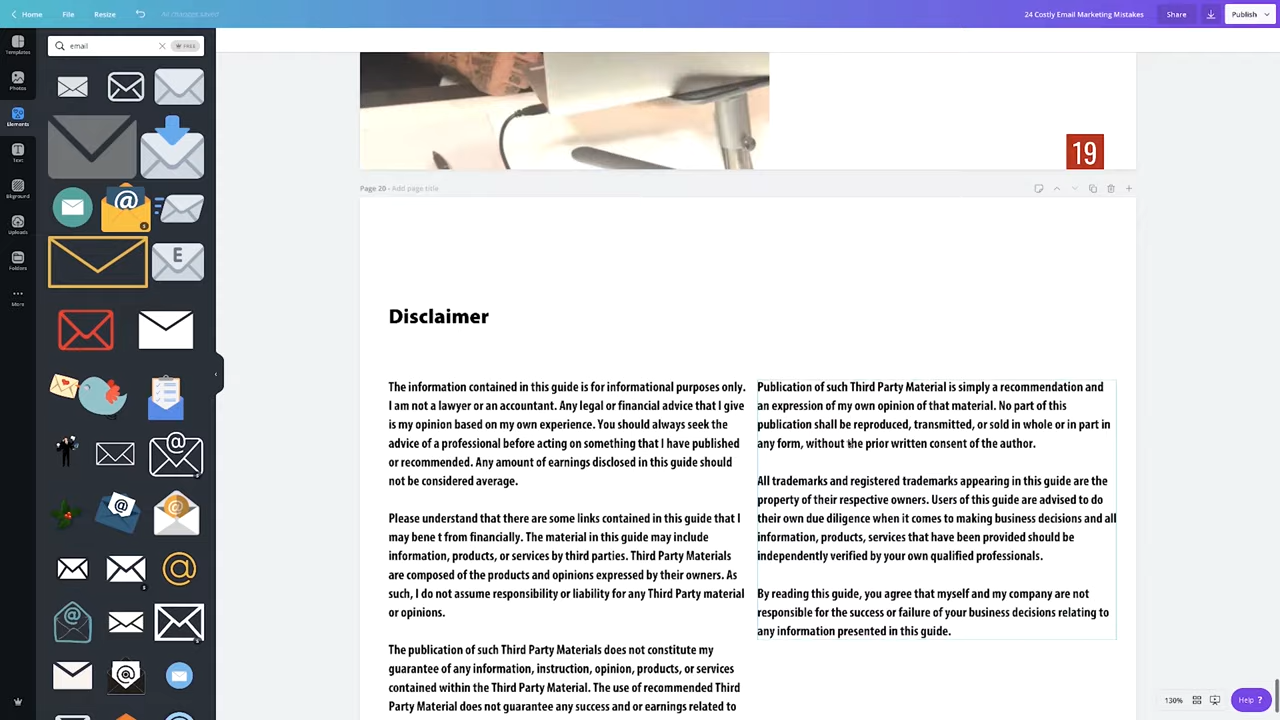 Home
File
Resize
All changes saved
24 Costly Email Marketing Mistakes
Share
Publish
Templates
Photos
Elements
Text
Bkground
Uploads
Folders
More
email
FREE
E
19
Page 20 - Add page title
Disclaimer
The information contained in this guide is for informational purposes only.
I am not a lawyer or an accountant. Any legal or financial advice that I give
is my opinion based on my own experience. You should always seek the
advice of a professional before acting on something that I have published
or recommended. Any amount of earnings disclosed in this guide should
not be considered average.
Please understand that there are some links contained in this guide that I
may bene t from financially. The material in this guide may include
information, products, or services by third parties. Third Party Materials
are composed of the products and opinions expressed by their owners. As
such, I do not assume responsibility or liability for any Third Party material
or opinions.
The publication of such Third Party Materials does not constitute my
guarantee of any information, instruction, opinion, products, or services
contained within the Third Party Material. The use of recommended Third
Party Material does not guarantee any success and or earnings related to
Publication of such Third Party Material is simply a recommendation and
an expression of my own opinion of that material. No part of this
publication shall be reproduced, transmitted, or sold in whole or in part in
any form, without the prior written consent of the author.
All trademarks and registered trademarks appearing in this guide are the
property of their respective owners. Users of this guide are advised to do
their own due diligence when it comes to making business decisions and all
information, products, services that have been provided should be
independently verified by your own qualified professionals.
By reading this guide, you agree that myself and my company are not
responsible for the success or failure of your business decisions relating to
any information presented in this guide.
130%
Help ?